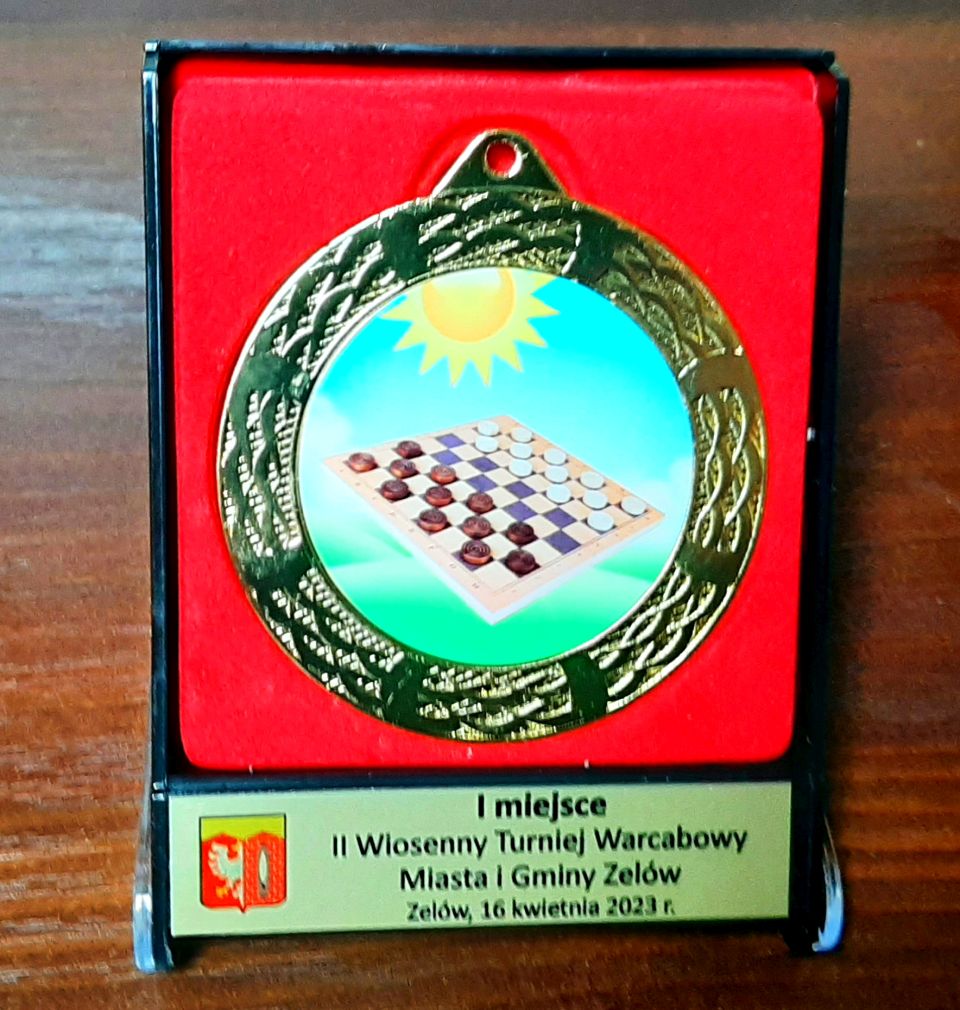 I miejsce
II Wiosenny Turniej Warcabowy
Miasta i Gminy Zelów
Zelów, 16 kwietnia 2023 r.